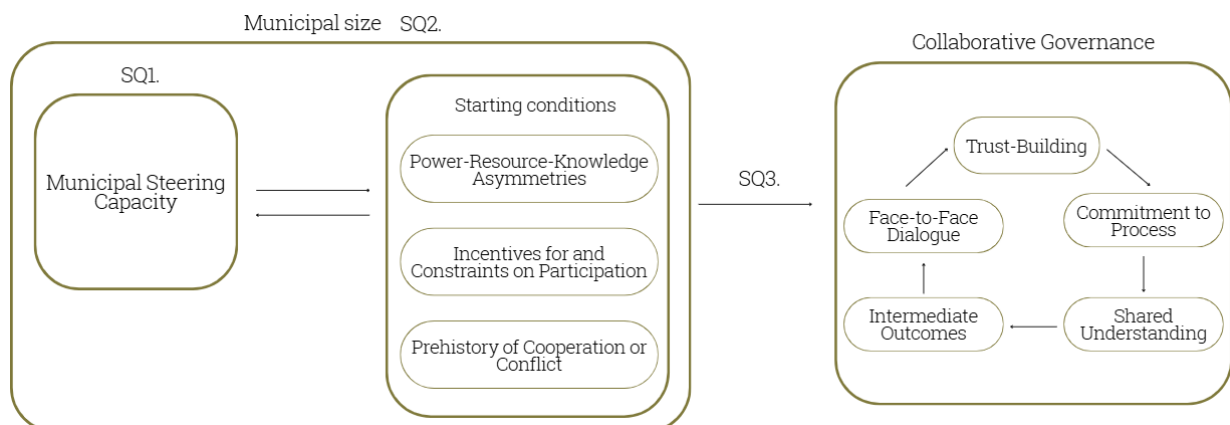 Municipal size SQ2.
SQ1.
Municipal Steering
Capacity
Starting conditions
Power-Resource-Knowledge
Asymmetries
Incentives for and
Constraints on Participation
Prehistory of Cooperation or
Conflict
SQ3.
Collaborative Governance
Trust-Building
Commitment to
Process
Shared
Understanding
Intermediate
Outcomes
Face-to-Face
Dialogue